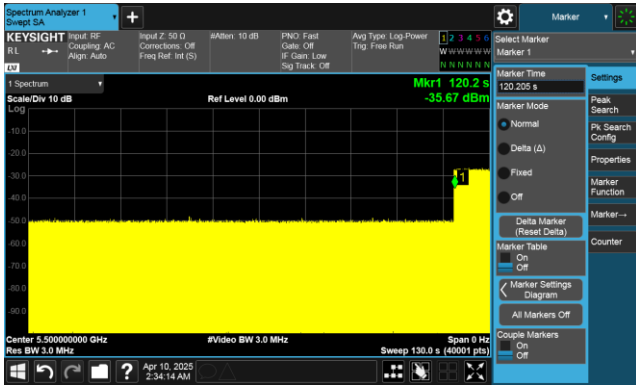 Spectrum Analyzer 1
Swept SA
Marker
KEYSIGHT
RL
LXI
Input: RF
Coupling: AC
Align: Auto
Input Z: 50 Ω
Corrections: Off
Freq Ref: Int (S)
#Atten: 10 dB
PNO: Fast
Gate: Off
IF Gain: Low
Sig Track: Off
Avg Type: Log-Power
Trig: Free Run
1 2 3 4 5 6
W W W W W W
N N N N N N
Select Marker
Marker 1
1 Spectrum
Scale/Div 10 dB
Log
Ref Level 0.00 dBm
Mkr1 120.2 s
-35.67 dBm
-10.0
-20.0
-30.0
-40.0
-50.0
-60.0
-70.0
-80.0
-90.0
1
Center 5.500000000 GHz
Res BW 3.0 MHz
#Video BW 3.0 MHz
Span 0 Hz
Sweep 130.0 s (40001 pts)
Marker Time
120.205 s
Marker Mode
Normal
Delta (Δ)
Fixed
Off
Delta Marker
(Reset Delta)
Marker Table
On
Off
Marker Settings
Diagram
All Markers Off
Couple Markers
On
Off
Settings
Peak
Search
Pk Search
Config
Properties
Marker
Function
Marker→
Counter
?
Apr 10, 2025
2:34:14 AM